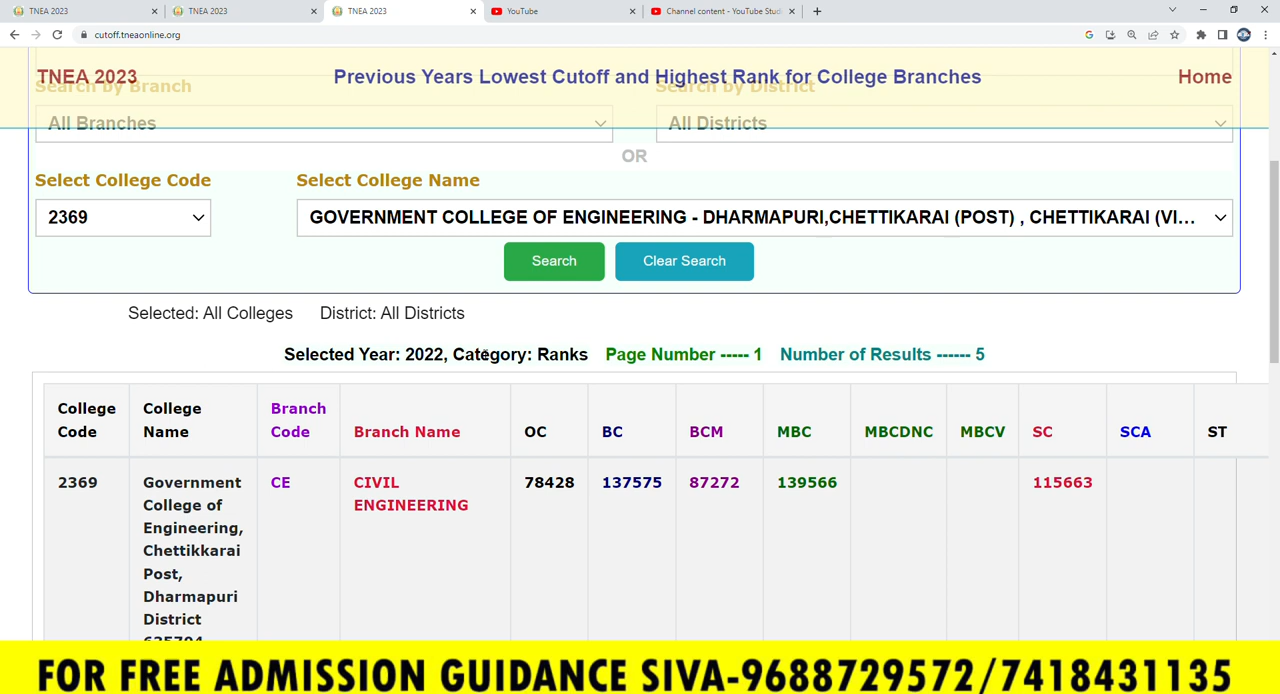 TNEA 2023
TNEA 2023
TNEA 2023
YouTube
Channel content - YouTube Stud
cutoff.tneaonline.org
TNEA 2023
Previous Years Lowest Cutoff and Highest Rank for College Branches
Home
Search by Branch
Search by District
All Branches
All Districts
OR
Select College Code
Select College Name
2369
GOVERNMENT COLLEGE OF ENGINEERING - DHARMAPURI,CHETTIKARAI (POST) , CHETTIKARAI (VI...
Search
Clear Search
Selected: All Colleges
District: All Districts
Selected Year: 2022, Category: Ranks
Page Number ----- 1
Number of Results ------ 5
College Code
College Name
Branch Code
Branch Name
OC
BC
BCM
MBC
MBCDNC
MBCV
SC
SCA
ST
2369
Government
College of
Engineering,
Chettikkarai
Post,
Dharmapuri
District
635704
CE
CIVIL
ENGINEERING
78428
137575
87272
139566
115663
FOR FREE ADMISSION GUIDANCE SIVA-9688729572/7418431135